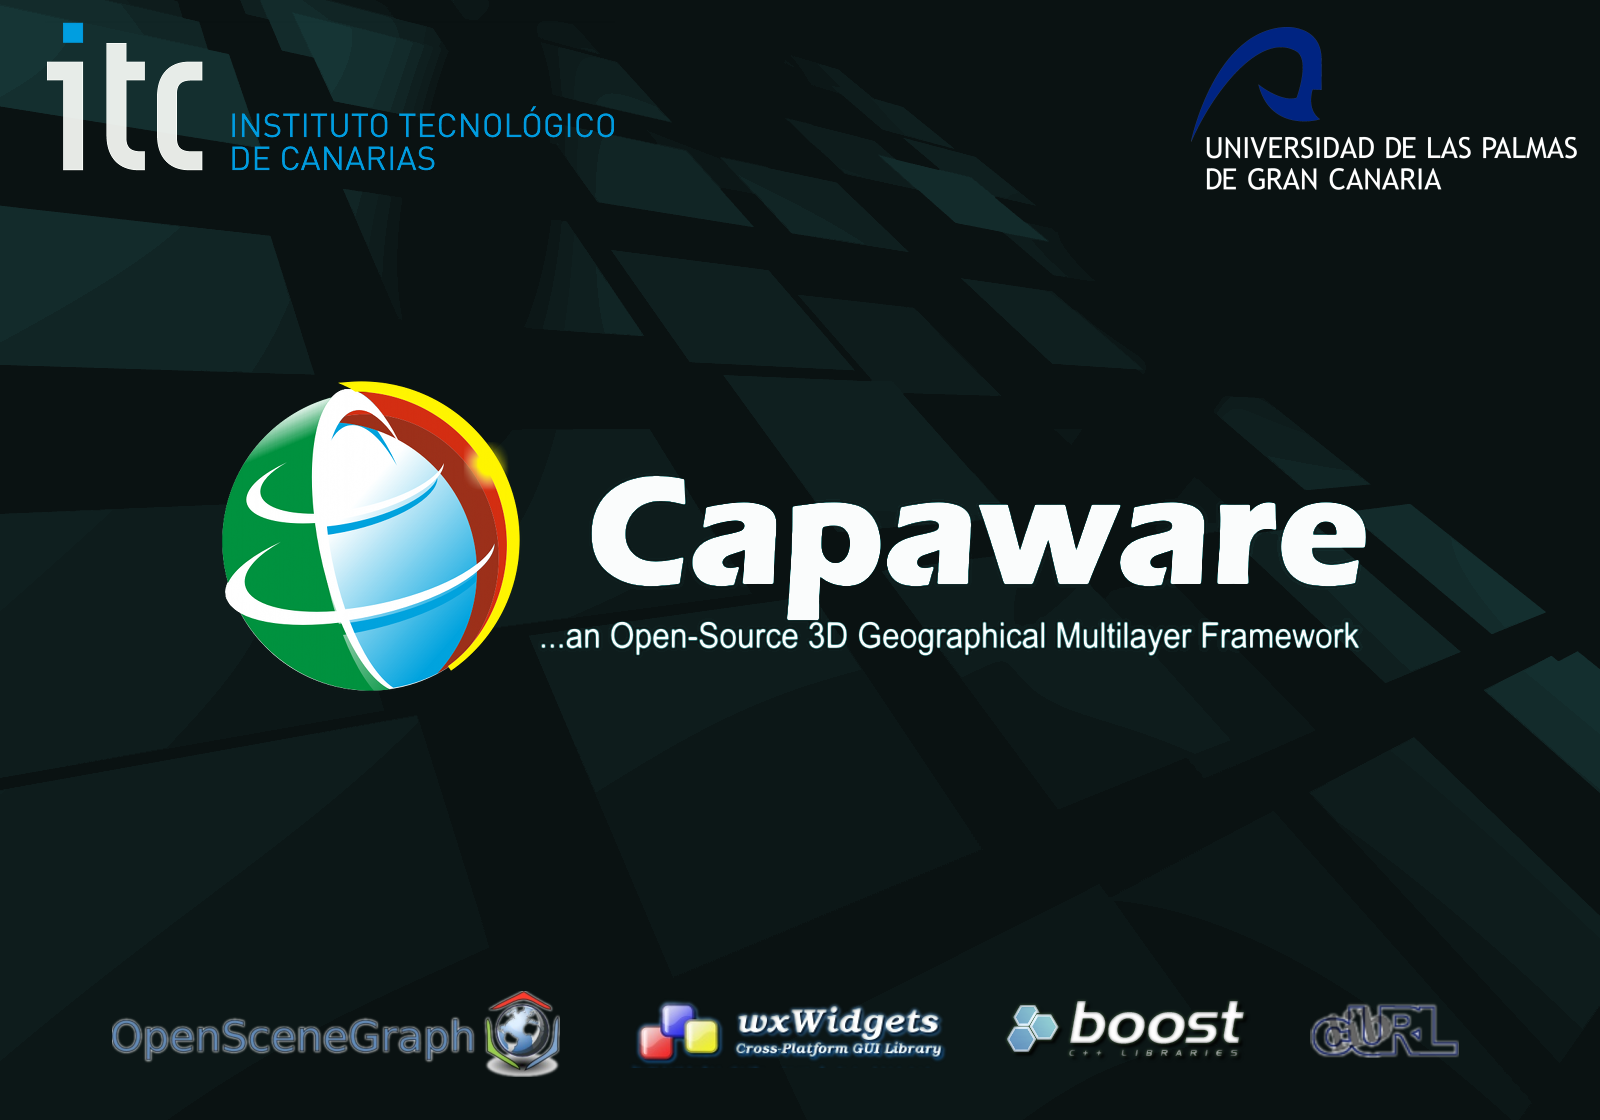 itc
INSTITUTO TECNOLÓGICO
DE CANARIAS
UNIVERSIDAD DE LAS PALMAS
DE GRAN CANARIA
Capaware
...an Open-Source 3D Geographical Multilayer Framework
OpenSceneGraph
wxWidgets
Cross-Platform GUI Library
boost
C++ LIBRARIES